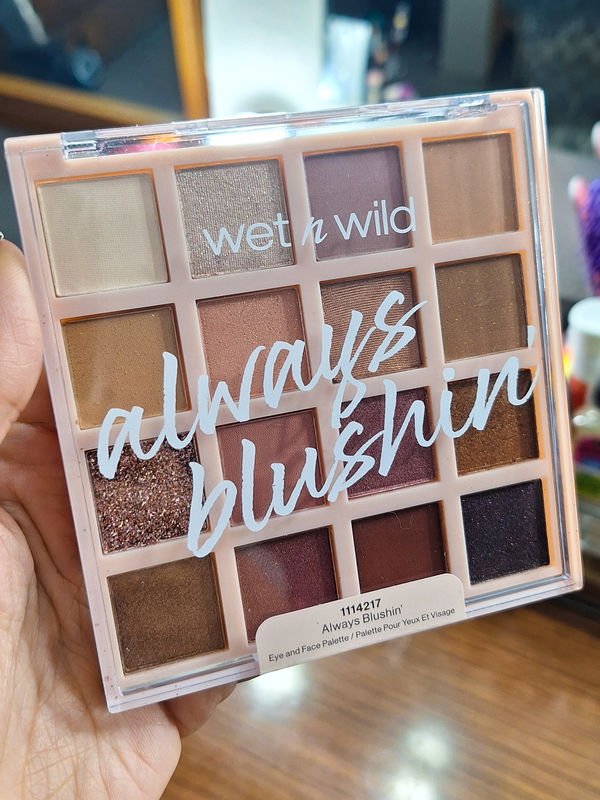 wet n wild
always
blushin'
1114217
Always Blushin'
Eye and Face Palette / Palette Pour Yeux Et Visage